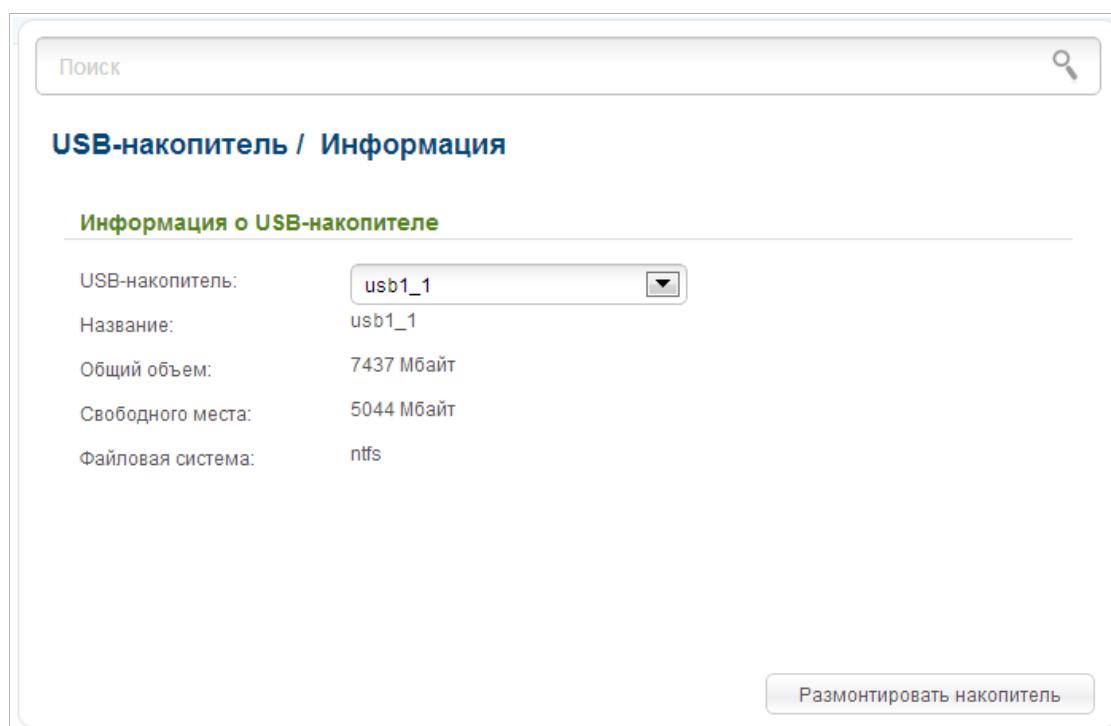 Поиск
USB-накопитель / Информация
Информация о USB-накопителе
USB-накопитель: usb1_1
Название: usb1_1
Общий объем: 7437 Мбайт
Свободного места: 5044 Мбайт
Файловая система: ntfs
Размонтировать накопитель